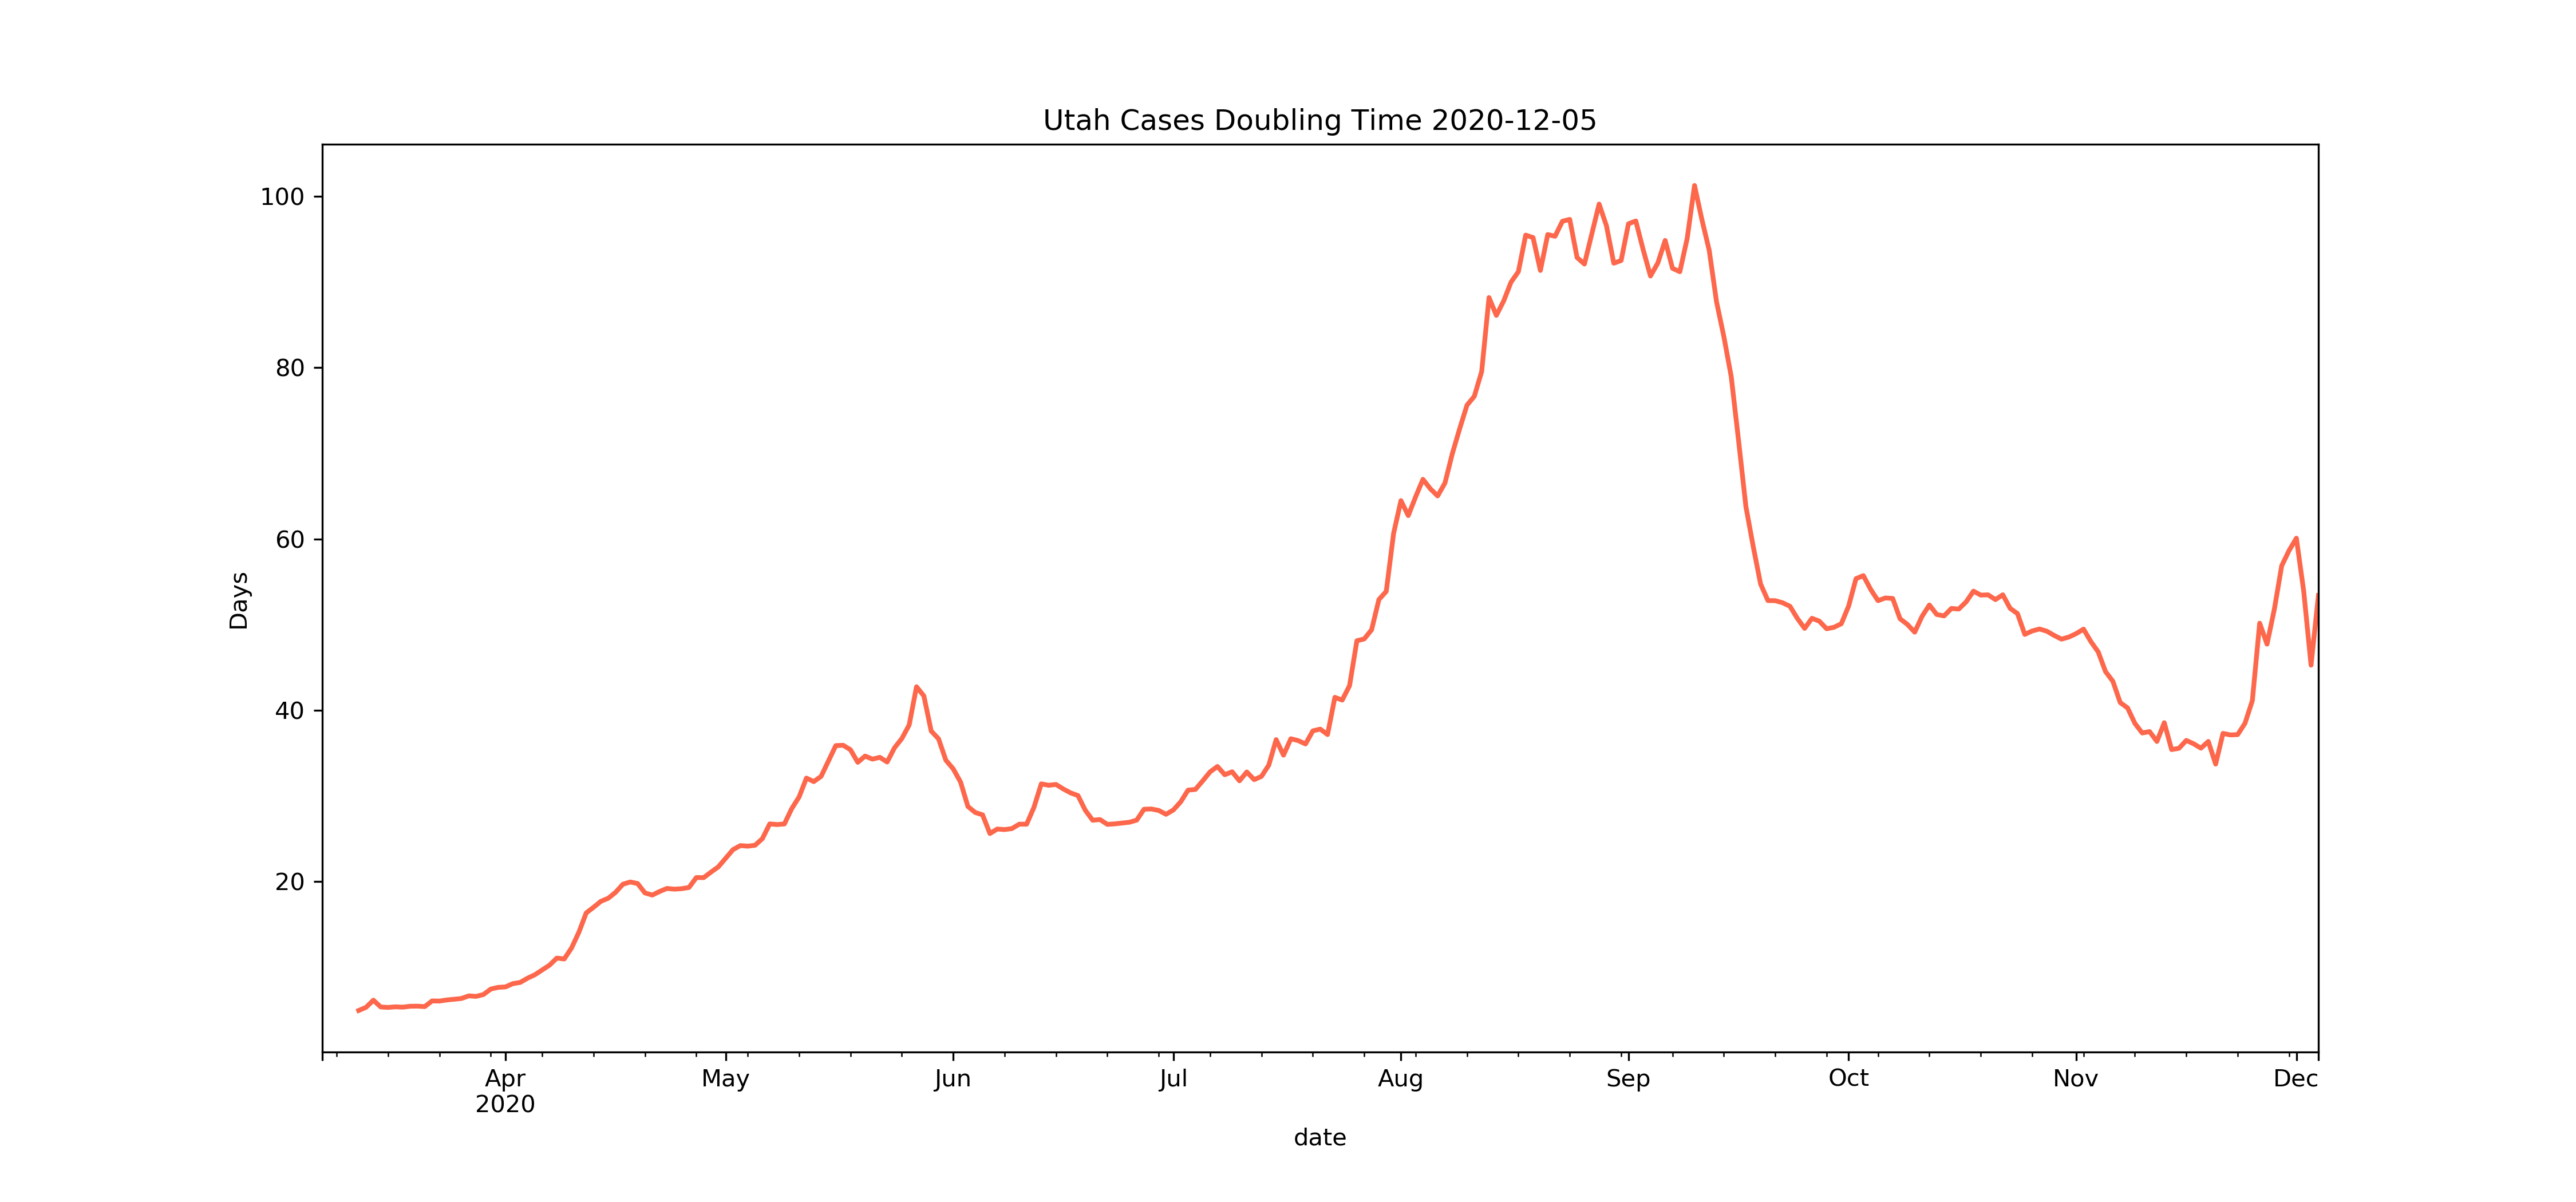 Utah Cases Doubling Time 2020-12-05
100
80
60
40
20
Days
Apr May Jun Jul Aug Sep Oct Nov Dec
2020
date